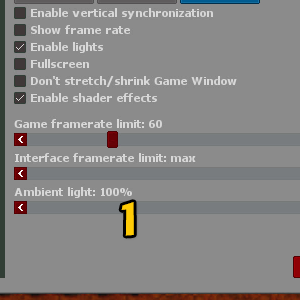 Enable vertical synchronization
Show frame rate
Enable lights
Fullscreen
Don't stretch/shrink Game Window
Enable shader effects
Game framerate limit: 60
Interface framerate limit: max
Ambient light: 100%
1